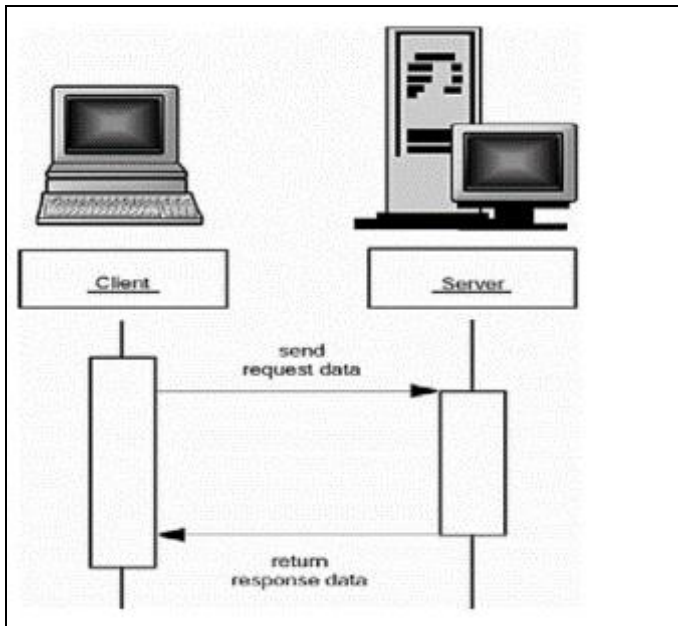 Client
Server
send
request data
return
response data